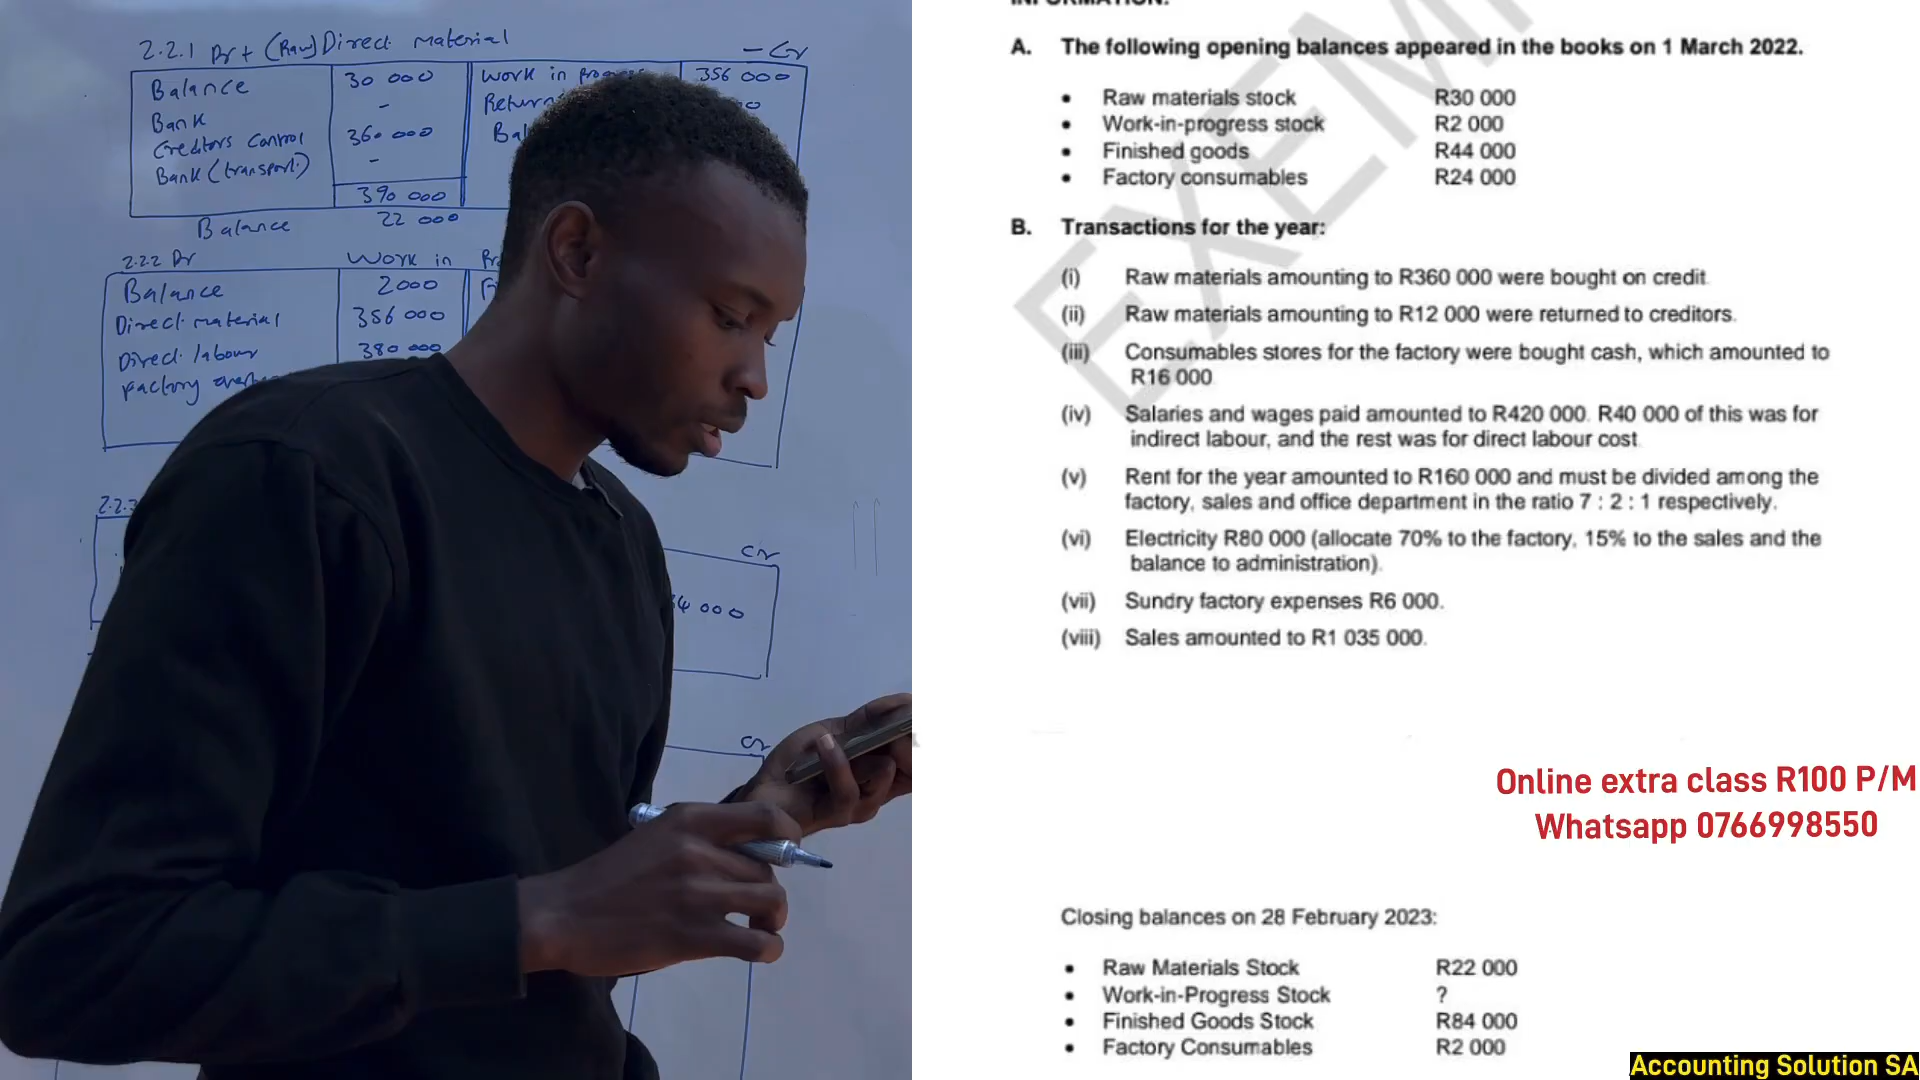 2.2.1 Dr + (Raw) Direct material - Cr
Balance 30 000 Work in 356 000
Bank -
Creditors control 360 000
Bank (transport) -
390 000
Balance 22 000
2.2.2 Dr Work in
Balance 2000
Direct material 356 000
Direct labour 380 000
Factory
Cr
000
Cr
INFORMATION:
A. The following opening balances appeared in the books on 1 March 2022.
• Raw materials stock R30 000
• Work-in-progress stock R2 000
• Finished goods R44 000
• Factory consumables R24 000
B. Transactions for the year:
(i) Raw materials amounting to R360 000 were bought on credit.
(ii) Raw materials amounting to R12 000 were returned to creditors.
(iii) Consumables stores for the factory were bought cash, which amounted to
R16 000
(iv) Salaries and wages paid amounted to R420 000. R40 000 of this was for
indirect labour, and the rest was for direct labour cost
(v) Rent for the year amounted to R160 000 and must be divided among the
factory, sales and office department in the ratio 7 : 2 : 1 respectively.
(vi) Electricity R80 000 (allocate 70% to the factory, 15% to the sales and the
balance to administration).
(vii) Sundry factory expenses R6 000.
(viii) Sales amounted to R1 035 000.
Online extra class R100 P/M
Whatsapp 0766998550
Closing balances on 28 February 2023:
• Raw Materials Stock R22 000
• Work-in-Progress Stock ?
• Finished Goods Stock R84 000
• Factory Consumables R2 000
Accounting Solution SA